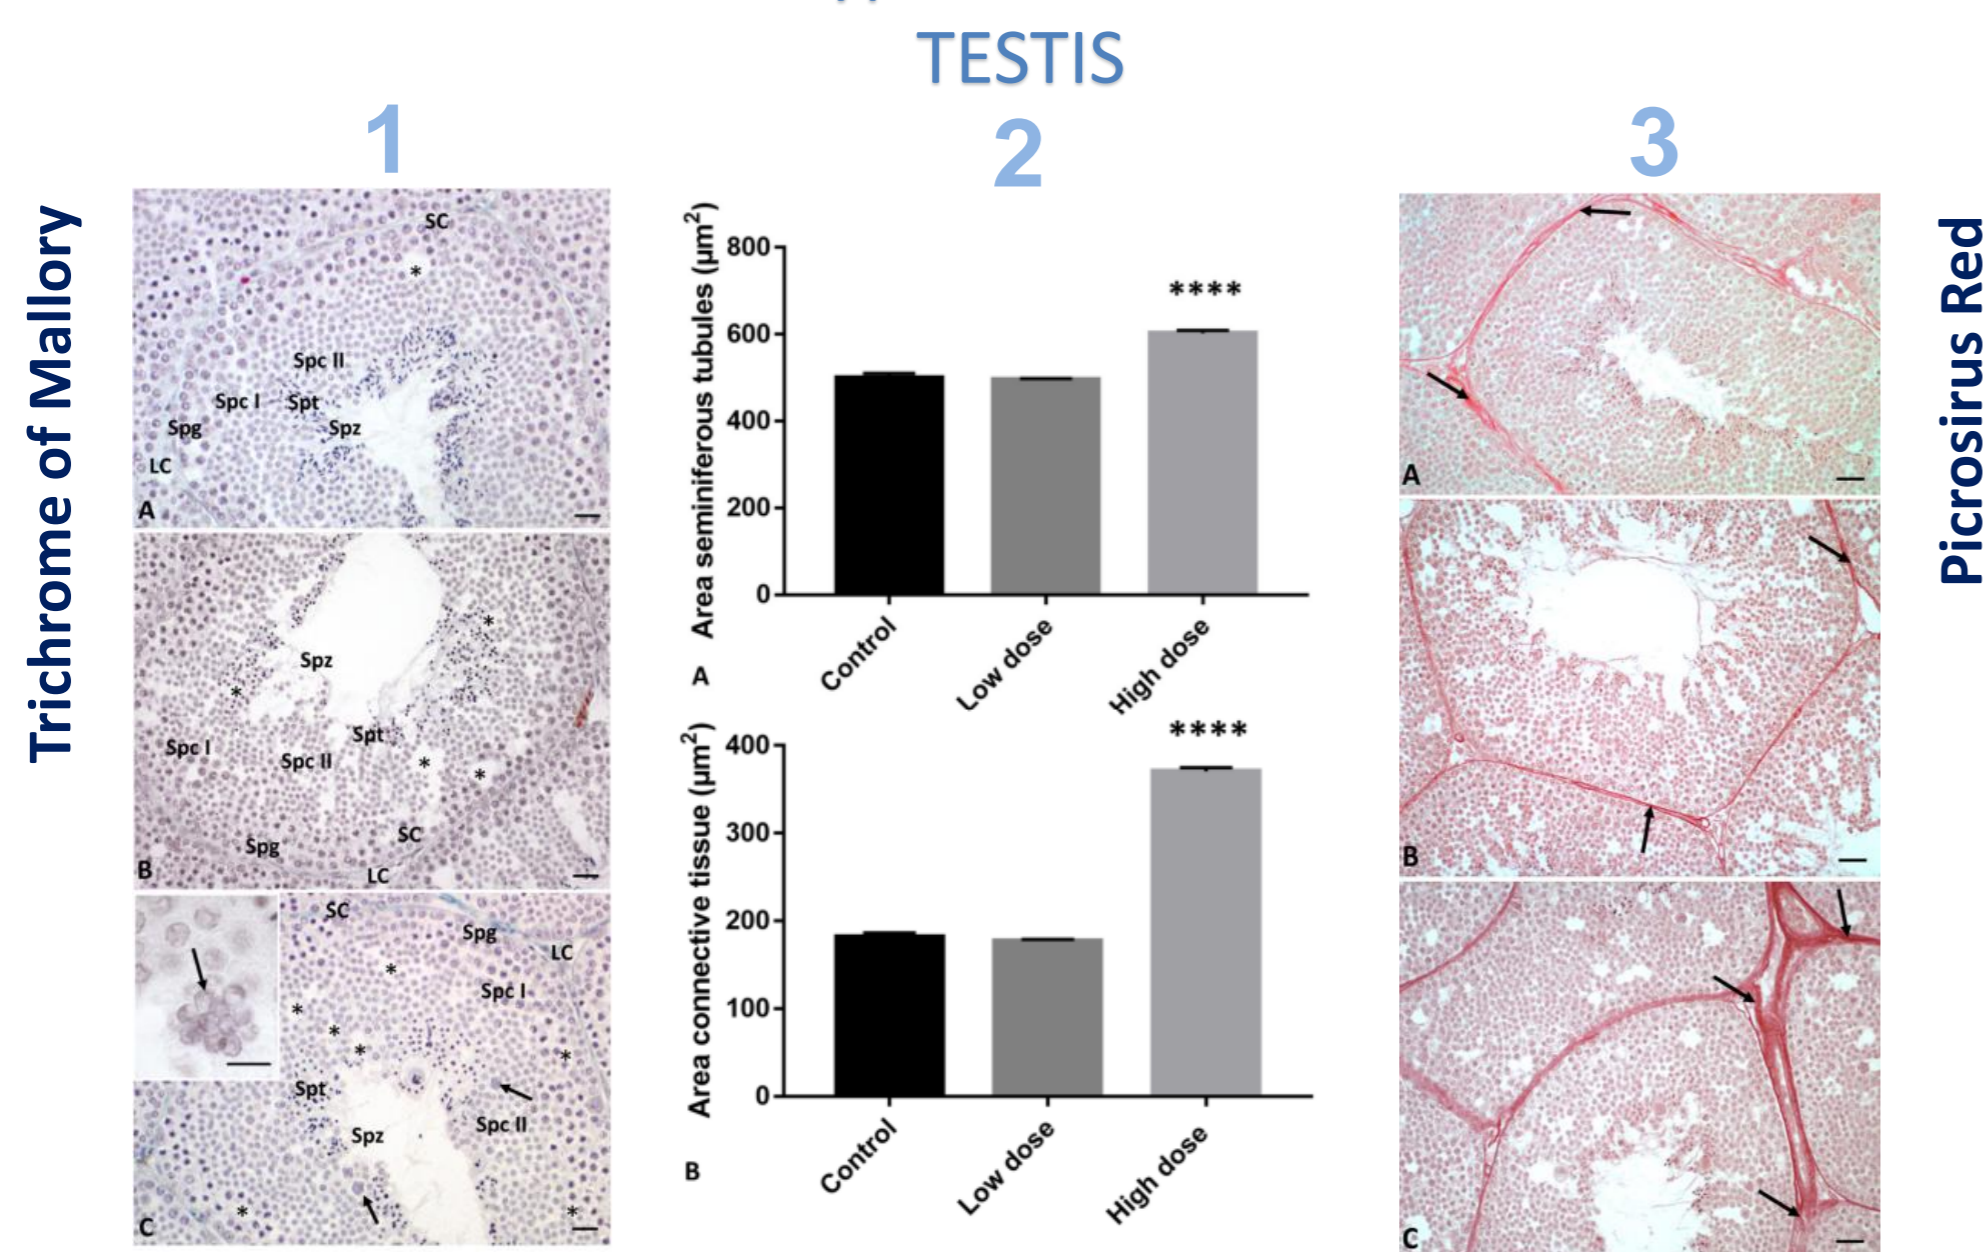 TESTIS
1
2
3
Trichrome of Mallory
SC
*
Spc II
Spc I
Spt
Spg
Spz
LC
A
*
Spz
*
Spt
Spc I
Spc II
*
*
SC
Spg
B
LC
SC
Spg
LC
*
Spc I
*
*
*
*
Spt
Spc II
Spz
*
*
C
Area seminiferous tubules (µm²)
800
600
400
200
0
****
Control
Low dose
High dose
A
Area connective tissue (µm²)
400
300
200
100
0
****
Control
Low dose
High dose
B
A
B
C
Picrosirus Red